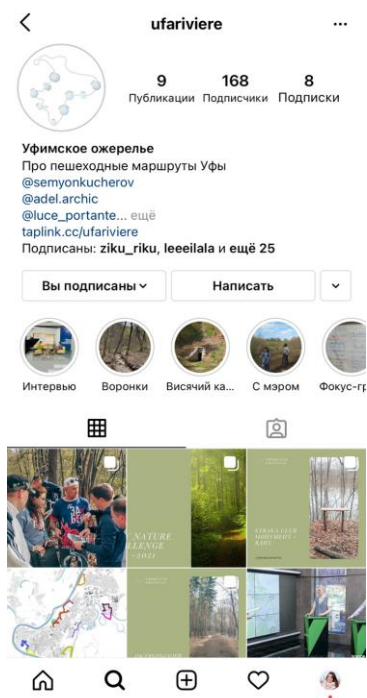 ufariviere
9 168 8
Публикации Подписчики Подписки
Уфимское ожерелье
Про пешеходные маршруты Уфы
@semyonkucherov
@adel.archic
@luce_portante... ещё
taplink.cc/ufariviere
Подписаны: ziku_riku, leeeilala и ещё 25
Вы подписаны Написать
Интервью Воронки Висячий ка... С мэром Фокус-гр
NATURE
LLENGE
-2021